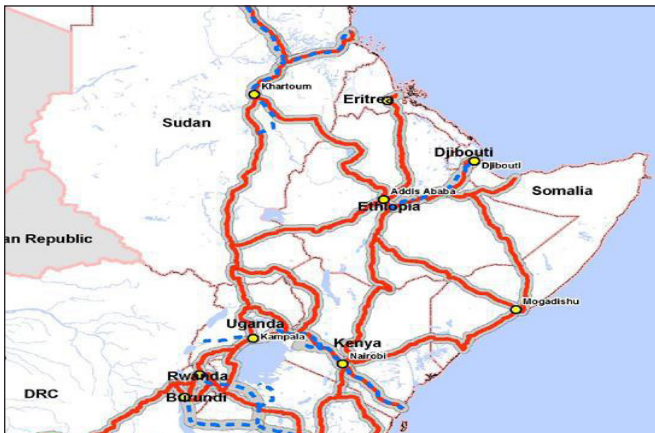 Khartoum
Eritrea
Sudan
Djibouti
Djibouti
Addis Ababa
Ethiopia
Somalia
an Republic
Mogadishu
Uganda
Kampala
Kenya
Nairobi
Rwanda
DRC
Burundi